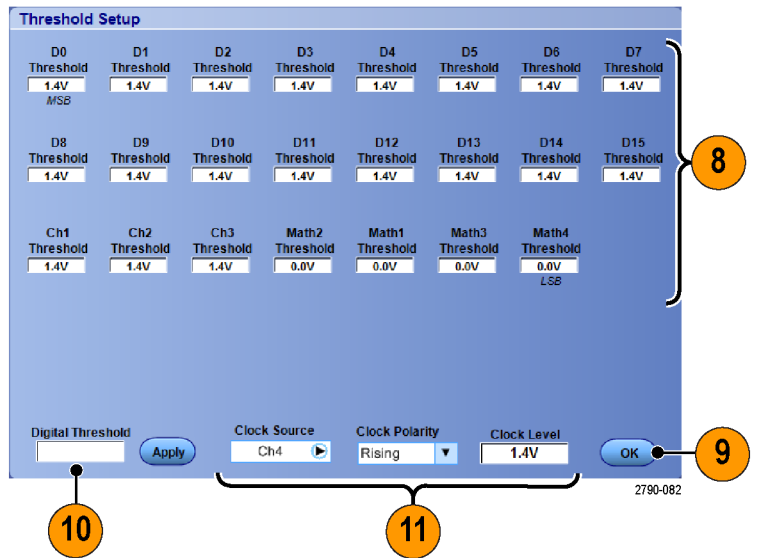 Threshold Setup
D0 D1 D2 D3 D4 D5 D6 D7
Threshold Threshold Threshold Threshold Threshold Threshold Threshold Threshold
1.4V 1.4V 1.4V 1.4V 1.4V 1.4V 1.4V 1.4V
MSB
D8 D9 D10 D11 D12 D13 D14 D15
Threshold Threshold Threshold Threshold Threshold Threshold Threshold Threshold
1.4V 1.4V 1.4V 1.4V 1.4V 1.4V 1.4V 1.4V
8
Ch1 Ch2 Ch3 Math2 Math1 Math3 Math4
Threshold Threshold Threshold Threshold Threshold Threshold Threshold
1.4V 1.4V 1.4V 0.0V 0.0V 0.0V 0.0V
LSB
Digital Threshold Clock Source Clock Polarity Clock Level
Apply Ch4 Rising 1.4V OK 9
2790-082
10 11